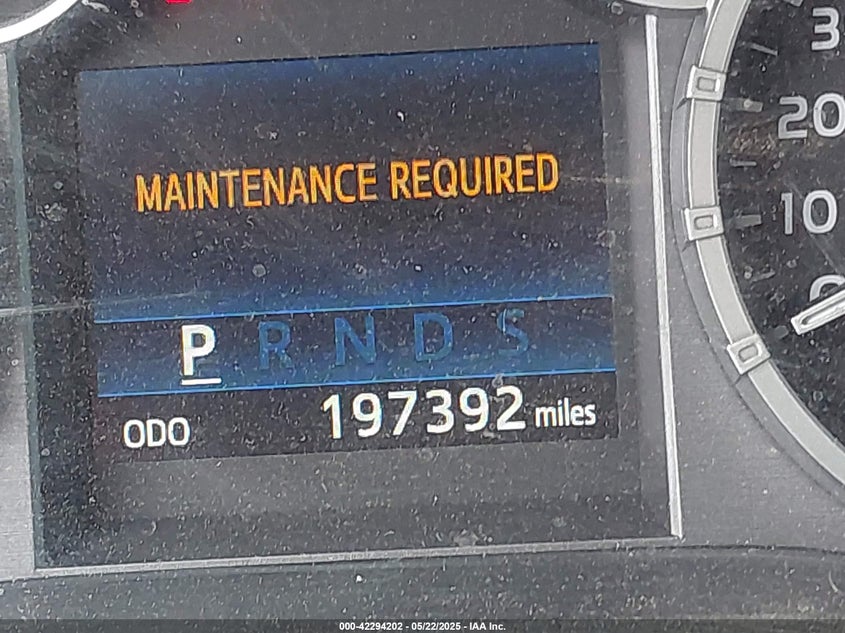 MAINTENANCE REQUIRED
P R N D S
ODO 197392 miles
20
10
000-42294202 - 05/22/2025 - IAA Inc.